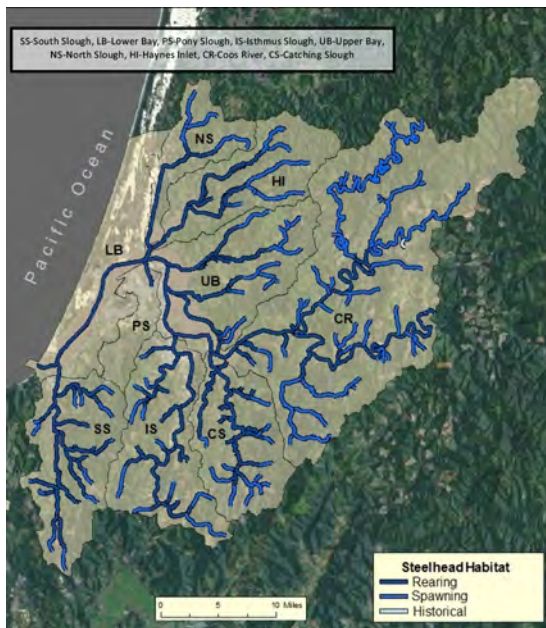 SS-South Slough, LB-Lower Bay, PS-Pony Slough, IS-Isthmus Slough, UB-Upper Bay,
NS-North Slough, HI-Haynes Inlet, CR-Coos River, CS-Catching Slough
NS
HI
Pacific Ocean
LB
UB
PS
CR
SS
IS
CS
Steelhead Habitat
Rearing
Spawning
Historical
0 5 10
Miles